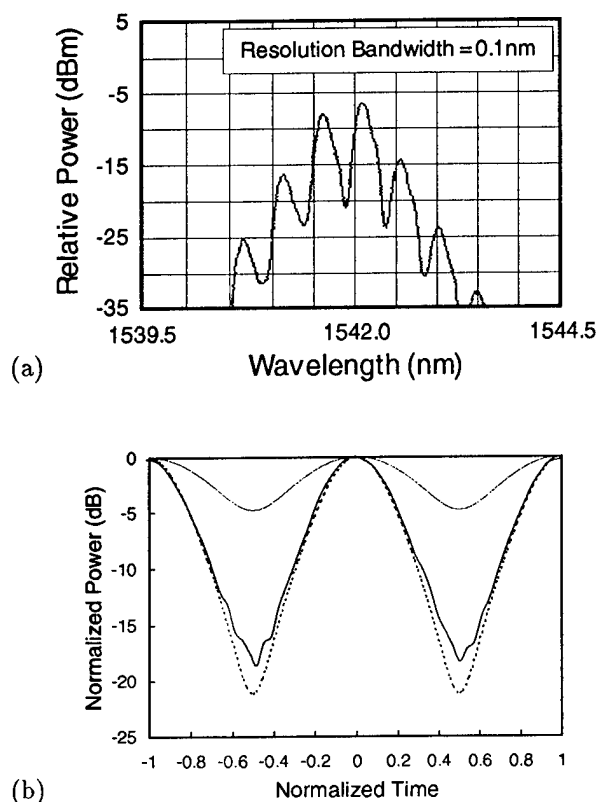 Resolution Bandwidth = 0.1nm
Relative Power (dBm)
5
-5
-15
-25
-35
1539.5
1542.0
1544.5
Wavelength (nm)
(a)
Normalized Power (dB)
0
-5
-10
-15
-20
-25
-1 -0.8 -0.6 -0.4 -0.2 0 0.2 0.4 0.6 0.8 1
Normalized Time
(b)